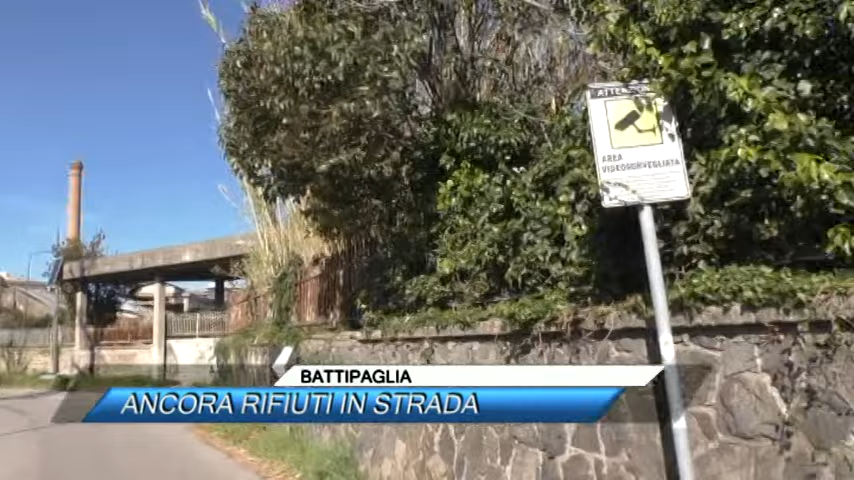 ATTENZIONE
AREA
VIDEOSORVEGLIATA
BATTIPAGLIA
ANCORA RIFIUTI IN STRADA